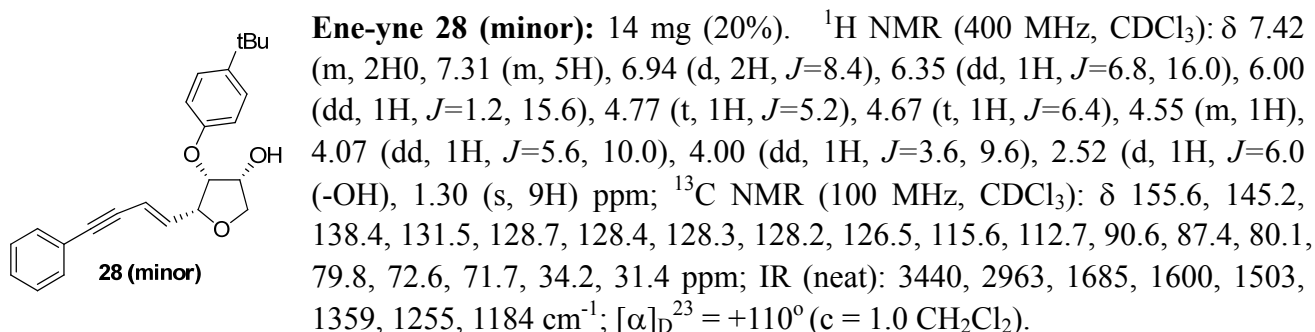 tBu
O
OH
O
28 (minor)
Ene-yne 28 (minor): 14 mg (20%). ¹H NMR (400 MHz, CDCl₃): δ 7.42
(m, 2H0, 7.31 (m, 5H), 6.94 (d, 2H, J=8.4), 6.35 (dd, 1H, J=6.8, 16.0), 6.00
(dd, 1H, J=1.2, 15.6), 4.77 (t, 1H, J=5.2), 4.67 (t, 1H, J=6.4), 4.55 (m, 1H),
4.07 (dd, 1H, J=5.6, 10.0), 4.00 (dd, 1H, J=3.6, 9.6), 2.52 (d, 1H, J=6.0
(-OH), 1.30 (s, 9H) ppm; ¹³C NMR (100 MHz, CDCl₃): δ 155.6, 145.2,
138.4, 131.5, 128.7, 128.4, 128.3, 128.2, 126.5, 115.6, 112.7, 90.6, 87.4, 80.1,
79.8, 72.6, 71.7, 34.2, 31.4 ppm; IR (neat): 3440, 2963, 1685, 1600, 1503,
1359, 1255, 1184 cm⁻¹; [α]D²³ = +110° (c = 1.0 CH₂Cl₂).